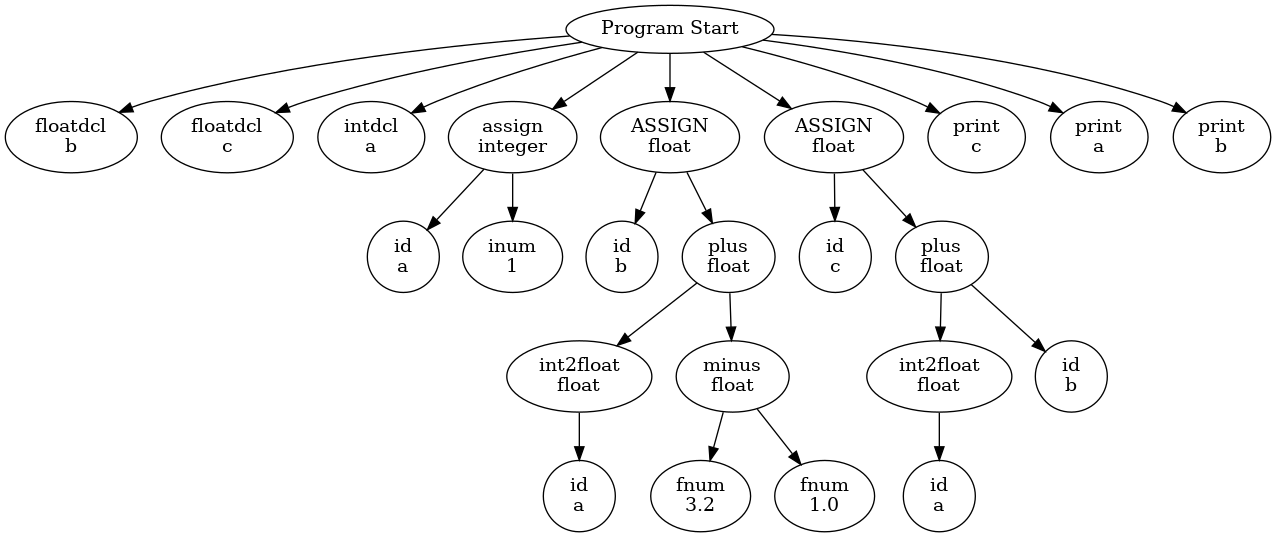 Program Start
floatdcl
b
floatdcl
c
intdcl
a
assign
integer
ASSIGN
float
ASSIGN
float
print
c
print
a
print
b
id
a
inum
1
id
b
plus
float
id
c
plus
float
int2float
float
minus
float
int2float
float
id
b
id
a
fnum
3.2
fnum
1.0
id
a